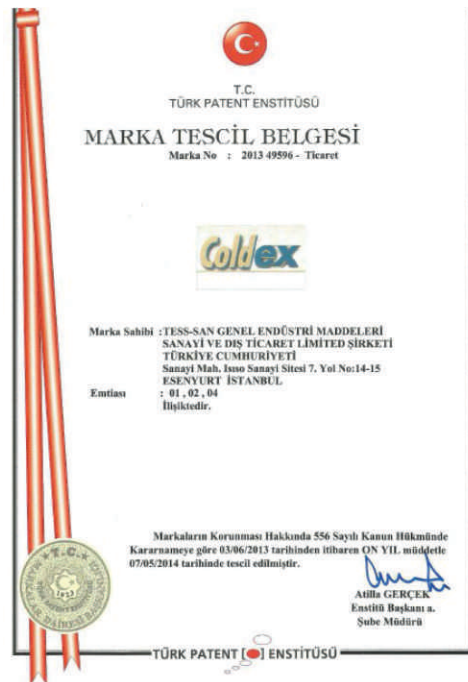 T.C.
TÜRK PATENT ENSTİTÜSÜ
MARKA TESCİL BELGESİ
Marka No : 2013 49596 - Ticaret
Coldex
Marka Sahibi :TESS-SAN GENEL ENDÜSTRİ MADDELERİ
SANAYİ VE DIŞ TİCARET LİMİTED ŞİRKETİ
TÜRKİYE CUMHURİYETİ
Sanayi Mah. Isıso Sanayi Sitesi 7. Yol No:14-15
ESENYURT İSTANBUL
Emtiası : 01 , 02 , 04
İlişiktedir.
Markaların Korunması Hakkında 556 Sayılı Kanun Hükmünde
Kararnameye göre 03/06/2013 tarihinden itibaren ON YIL müddetle
07/05/2014 tarihinde tescil edilmiştir.
Atilla GERÇEK
Enstitü Başkanı a.
Şube Müdürü
T.C.
TÜRK PATENT [ ] ENSTİTÜSÜ